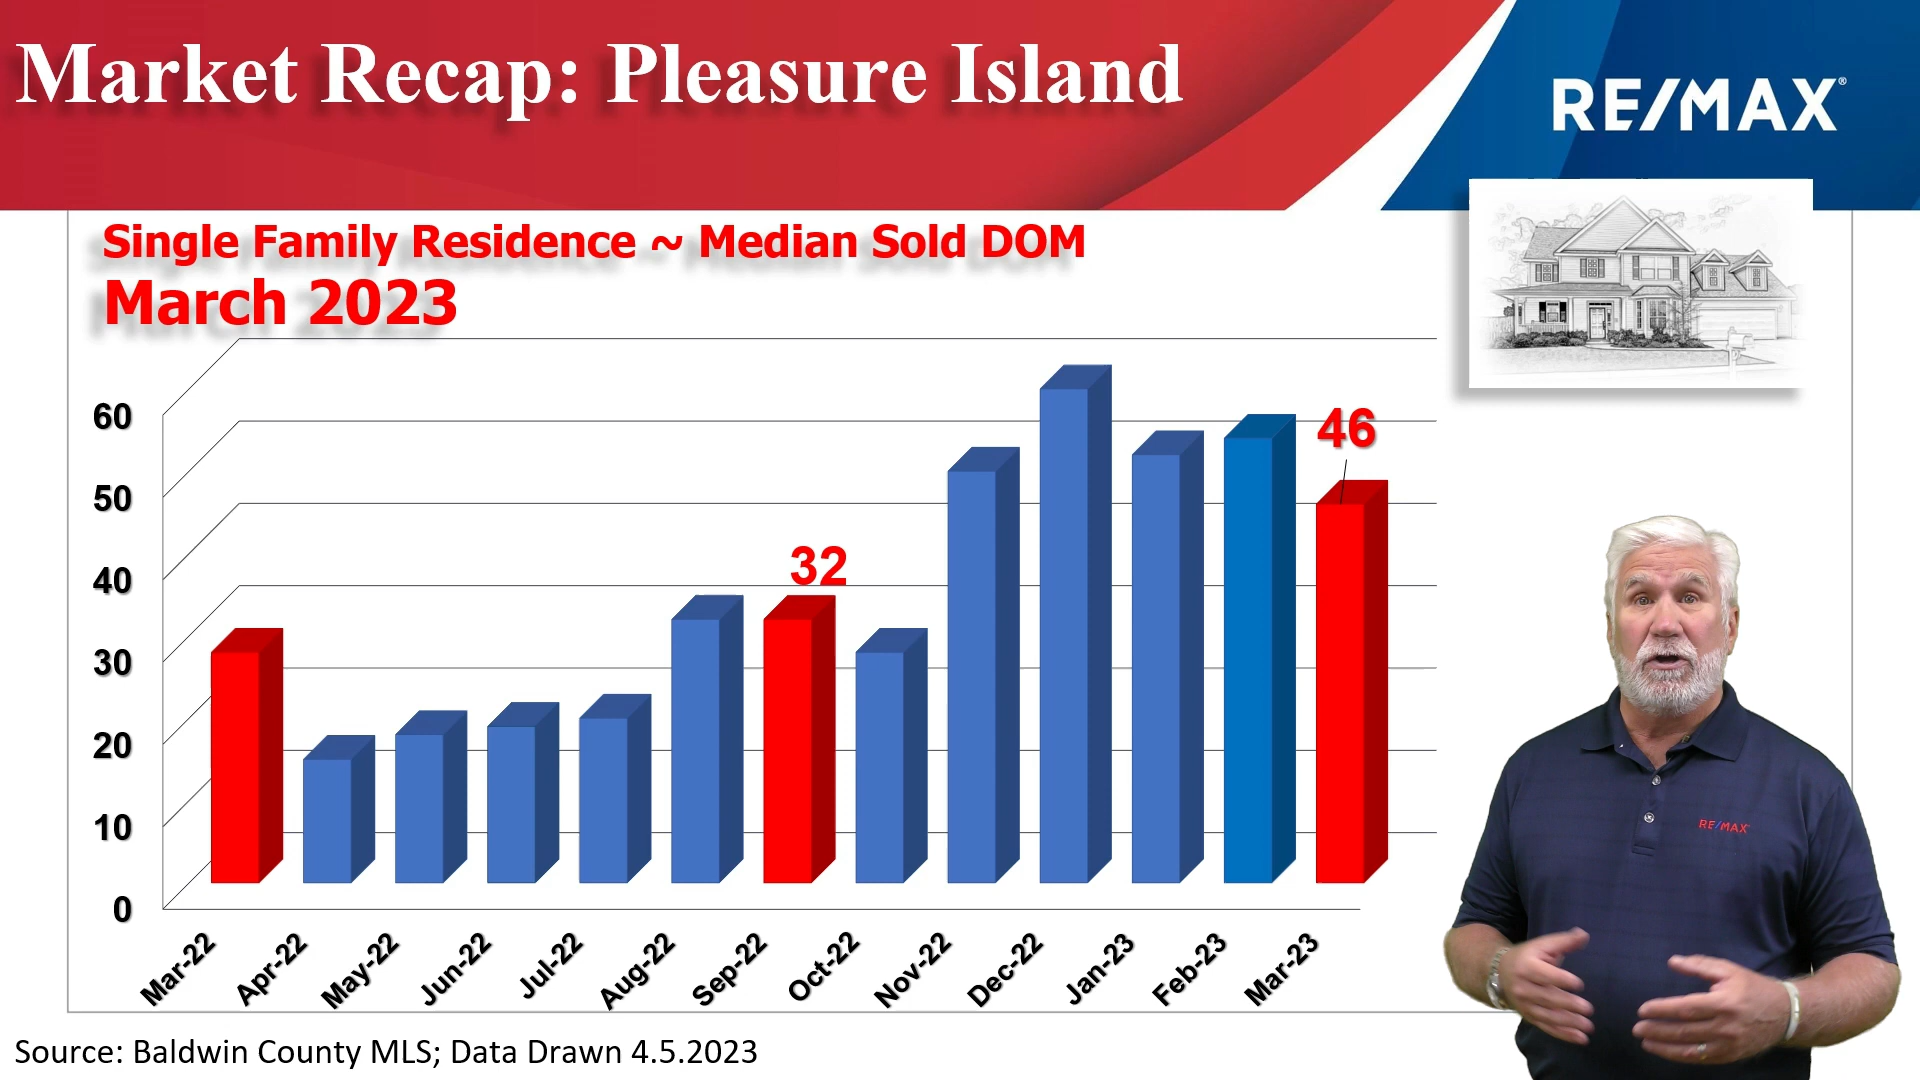 Market Recap: Pleasure Island
RE/MAX®
Single Family Residence ~ Median Sold DOM
March 2023
60
50
40
30
20
10
0
32
46
Mar-22
Apr-22
May-22
Jun-22
Jul-22
Aug-22
Sep-22
Oct-22
Nov-22
Dec-22
Jan-23
Feb-23
Mar-23
RE/MAX
Source: Baldwin County MLS; Data Drawn 4.5.2023